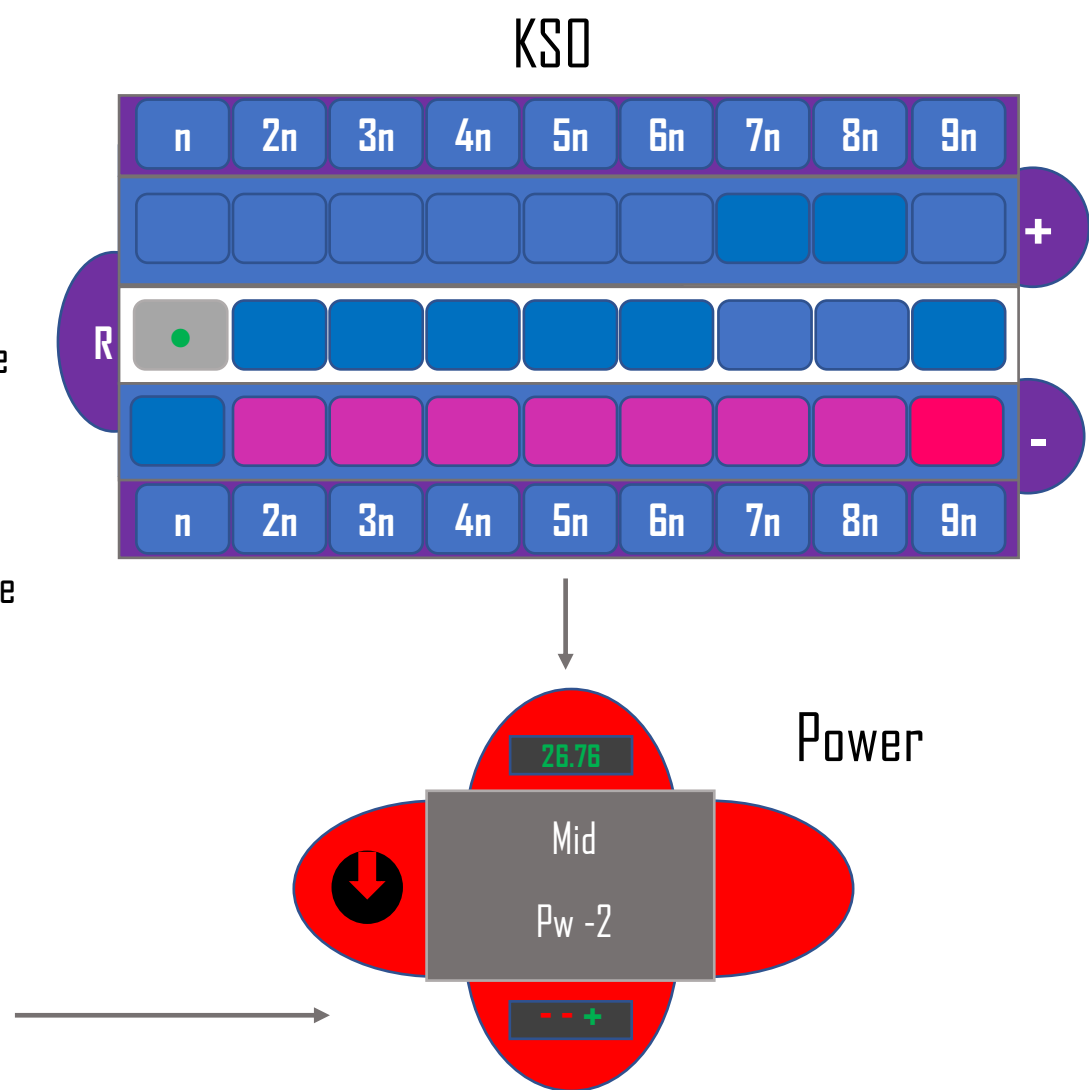 KSO
n 2n 3n 4n 5n 6n 7n 8n 9n
+
R
e
-
n 2n 3n 4n 5n 6n 7n 8n 9n
e
Power
26.76
Mid
Pw -2
- - +